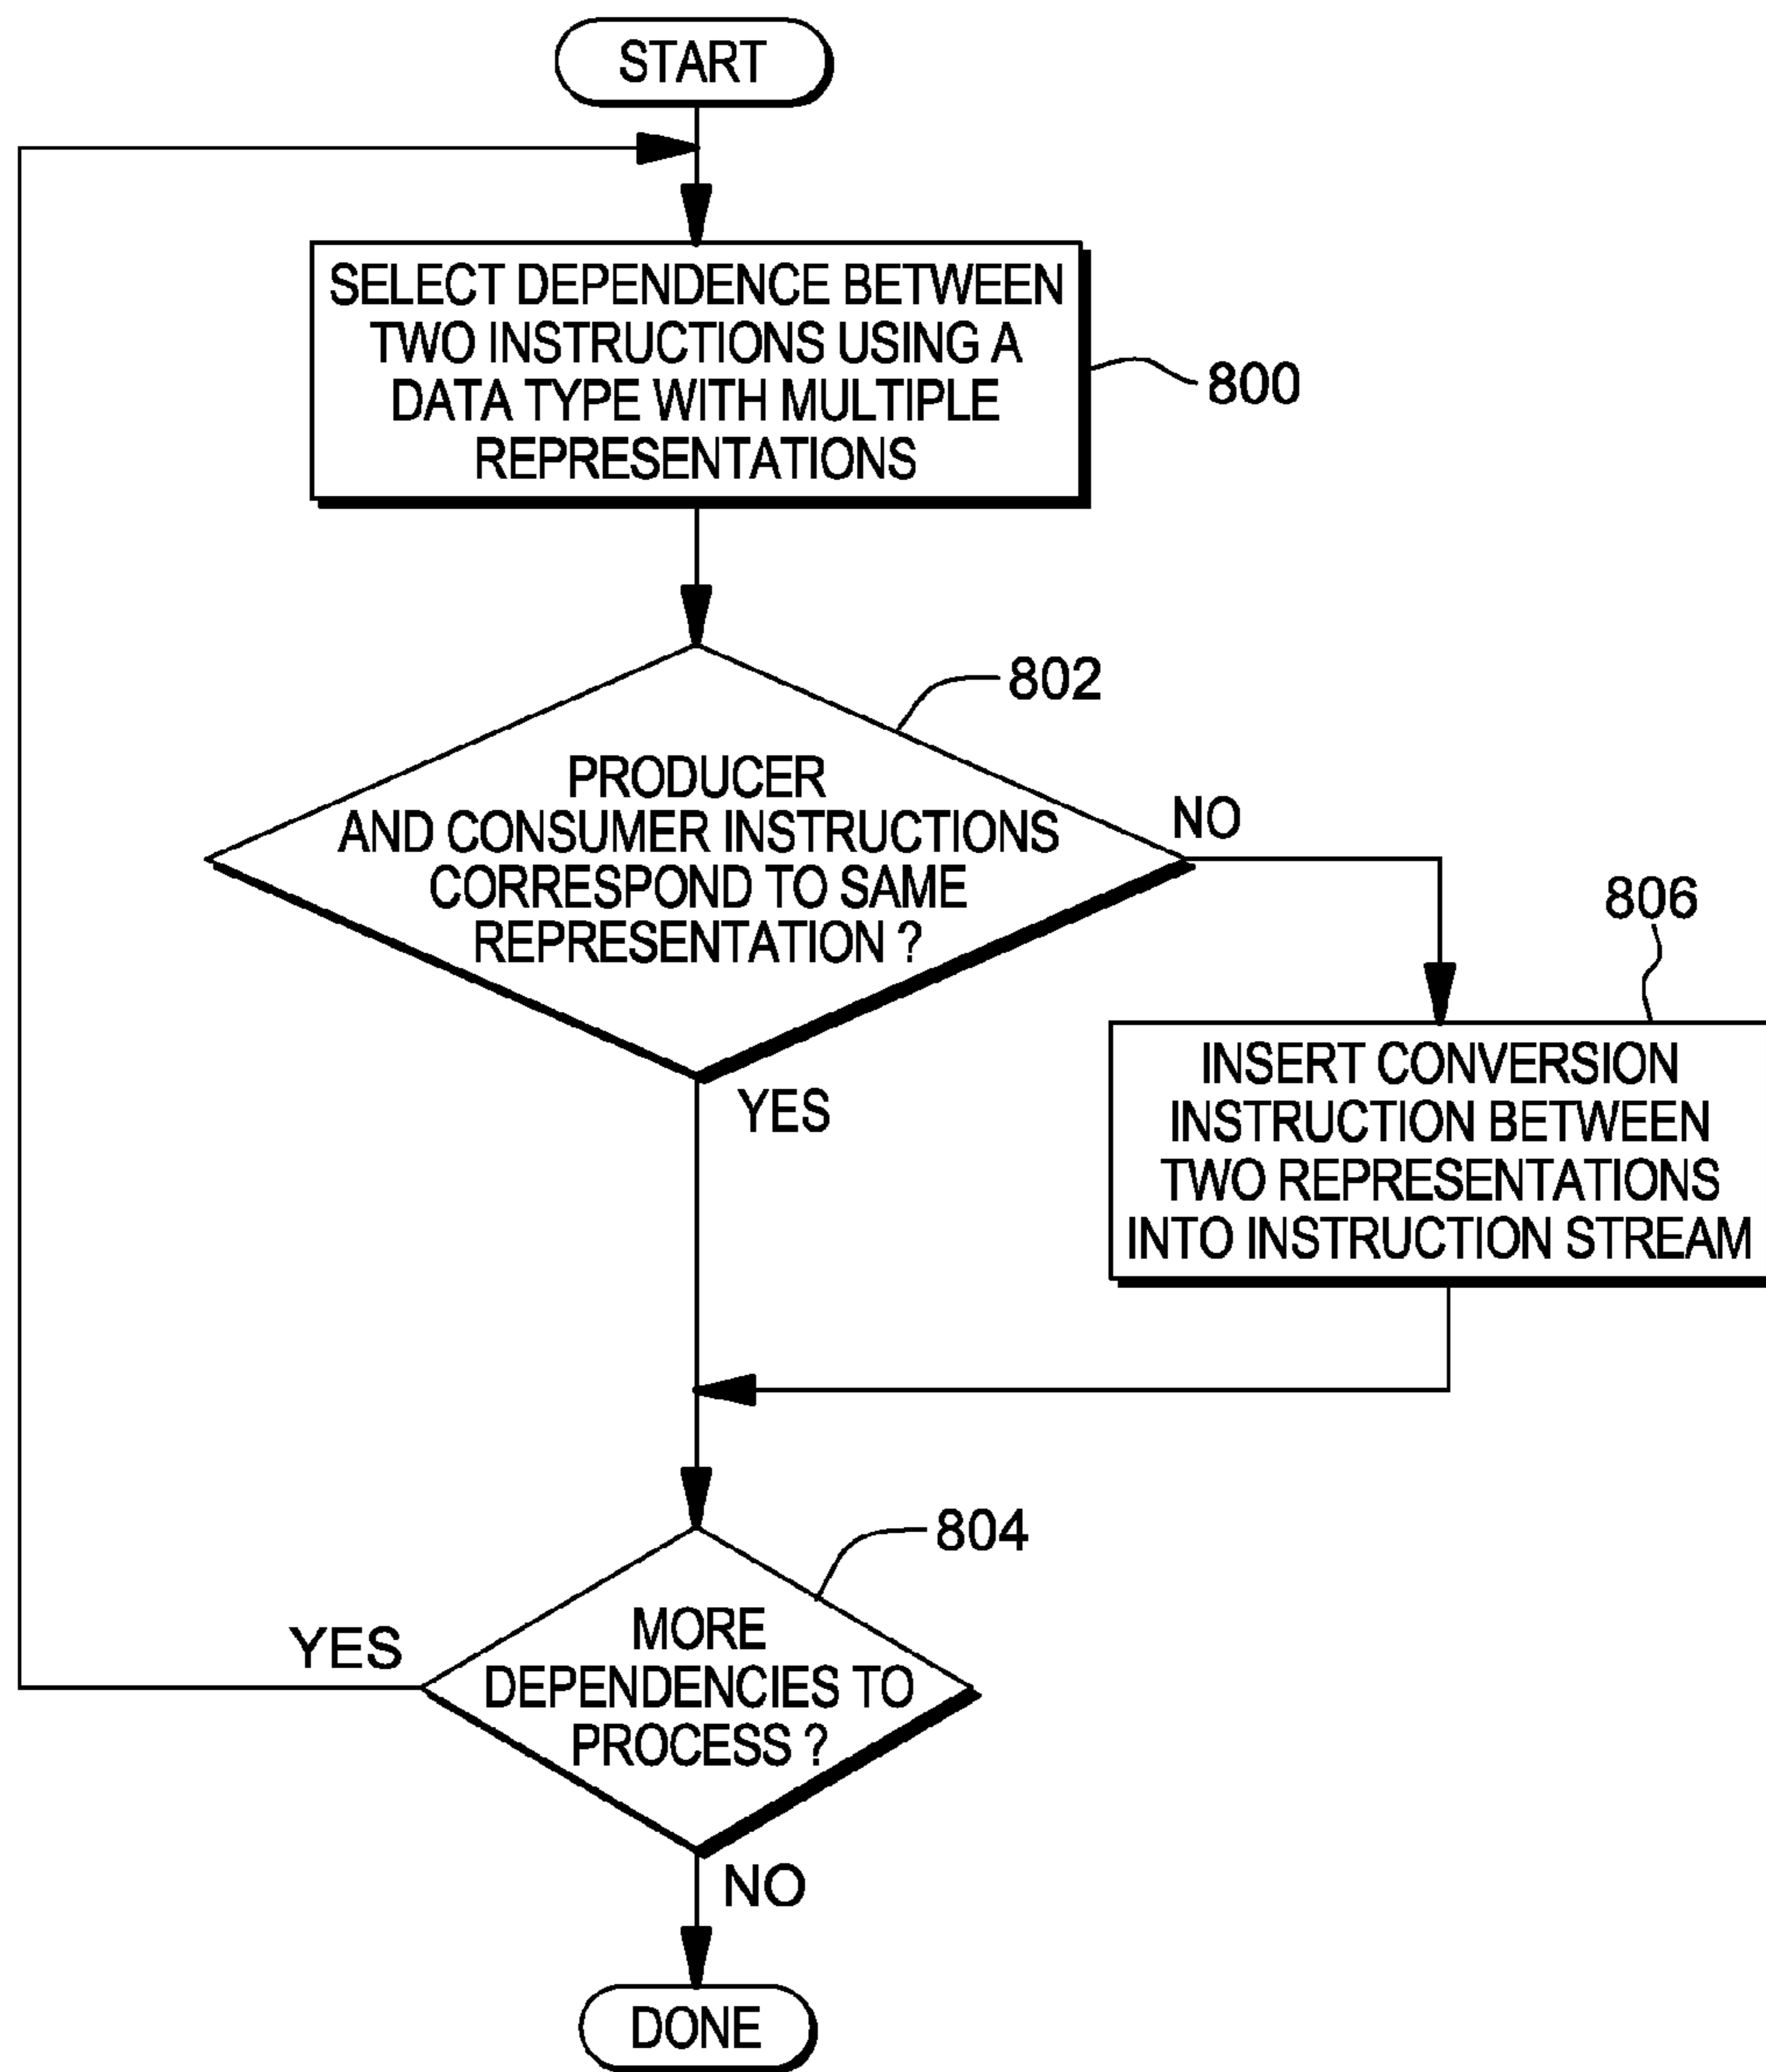 START
SELECT DEPENDENCE BETWEEN
TWO INSTRUCTIONS USING A
DATA TYPE WITH MULTIPLE
REPRESENTATIONS
800
802
PRODUCER
AND CONSUMER INSTRUCTIONS
CORRESPOND TO SAME
REPRESENTATION ?
NO
YES
806
INSERT CONVERSION
INSTRUCTION BETWEEN
TWO REPRESENTATIONS
INTO INSTRUCTION STREAM
804
MORE
DEPENDENCIES TO
PROCESS ?
YES
NO
DONE